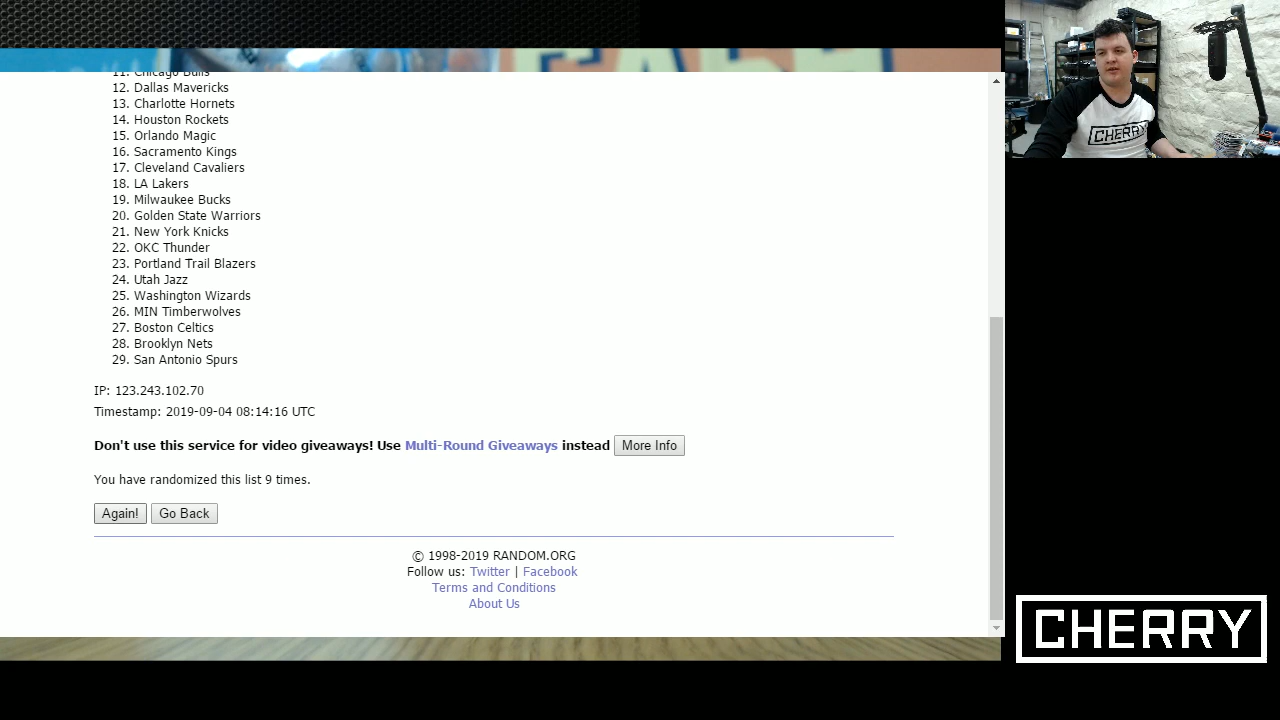 11. Chicago Bulls
12. Dallas Mavericks
13. Charlotte Hornets
14. Houston Rockets
15. Orlando Magic
16. Sacramento Kings
17. Cleveland Cavaliers
18. LA Lakers
19. Milwaukee Bucks
20. Golden State Warriors
21. New York Knicks
22. OKC Thunder
23. Portland Trail Blazers
24. Utah Jazz
25. Washington Wizards
26. MIN Timberwolves
27. Boston Celtics
28. Brooklyn Nets
29. San Antonio Spurs
IP: 123.243.102.70
Timestamp: 2019-09-04 08:14:16 UTC
Don't use this service for video giveaways! Use Multi-Round Giveaways instead More Info
You have randomized this list 9 times.
Again! Go Back
© 1998-2019 RANDOM.ORG
Follow us: Twitter | Facebook
Terms and Conditions
About Us
CHERRY
CHERRY